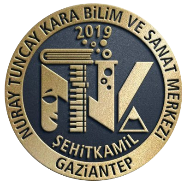 NURAY TUNCAY KARA BİLİM VE SANAT MERKEZİ
2019
ŞEHİTKAMİL
GAZİANTEP